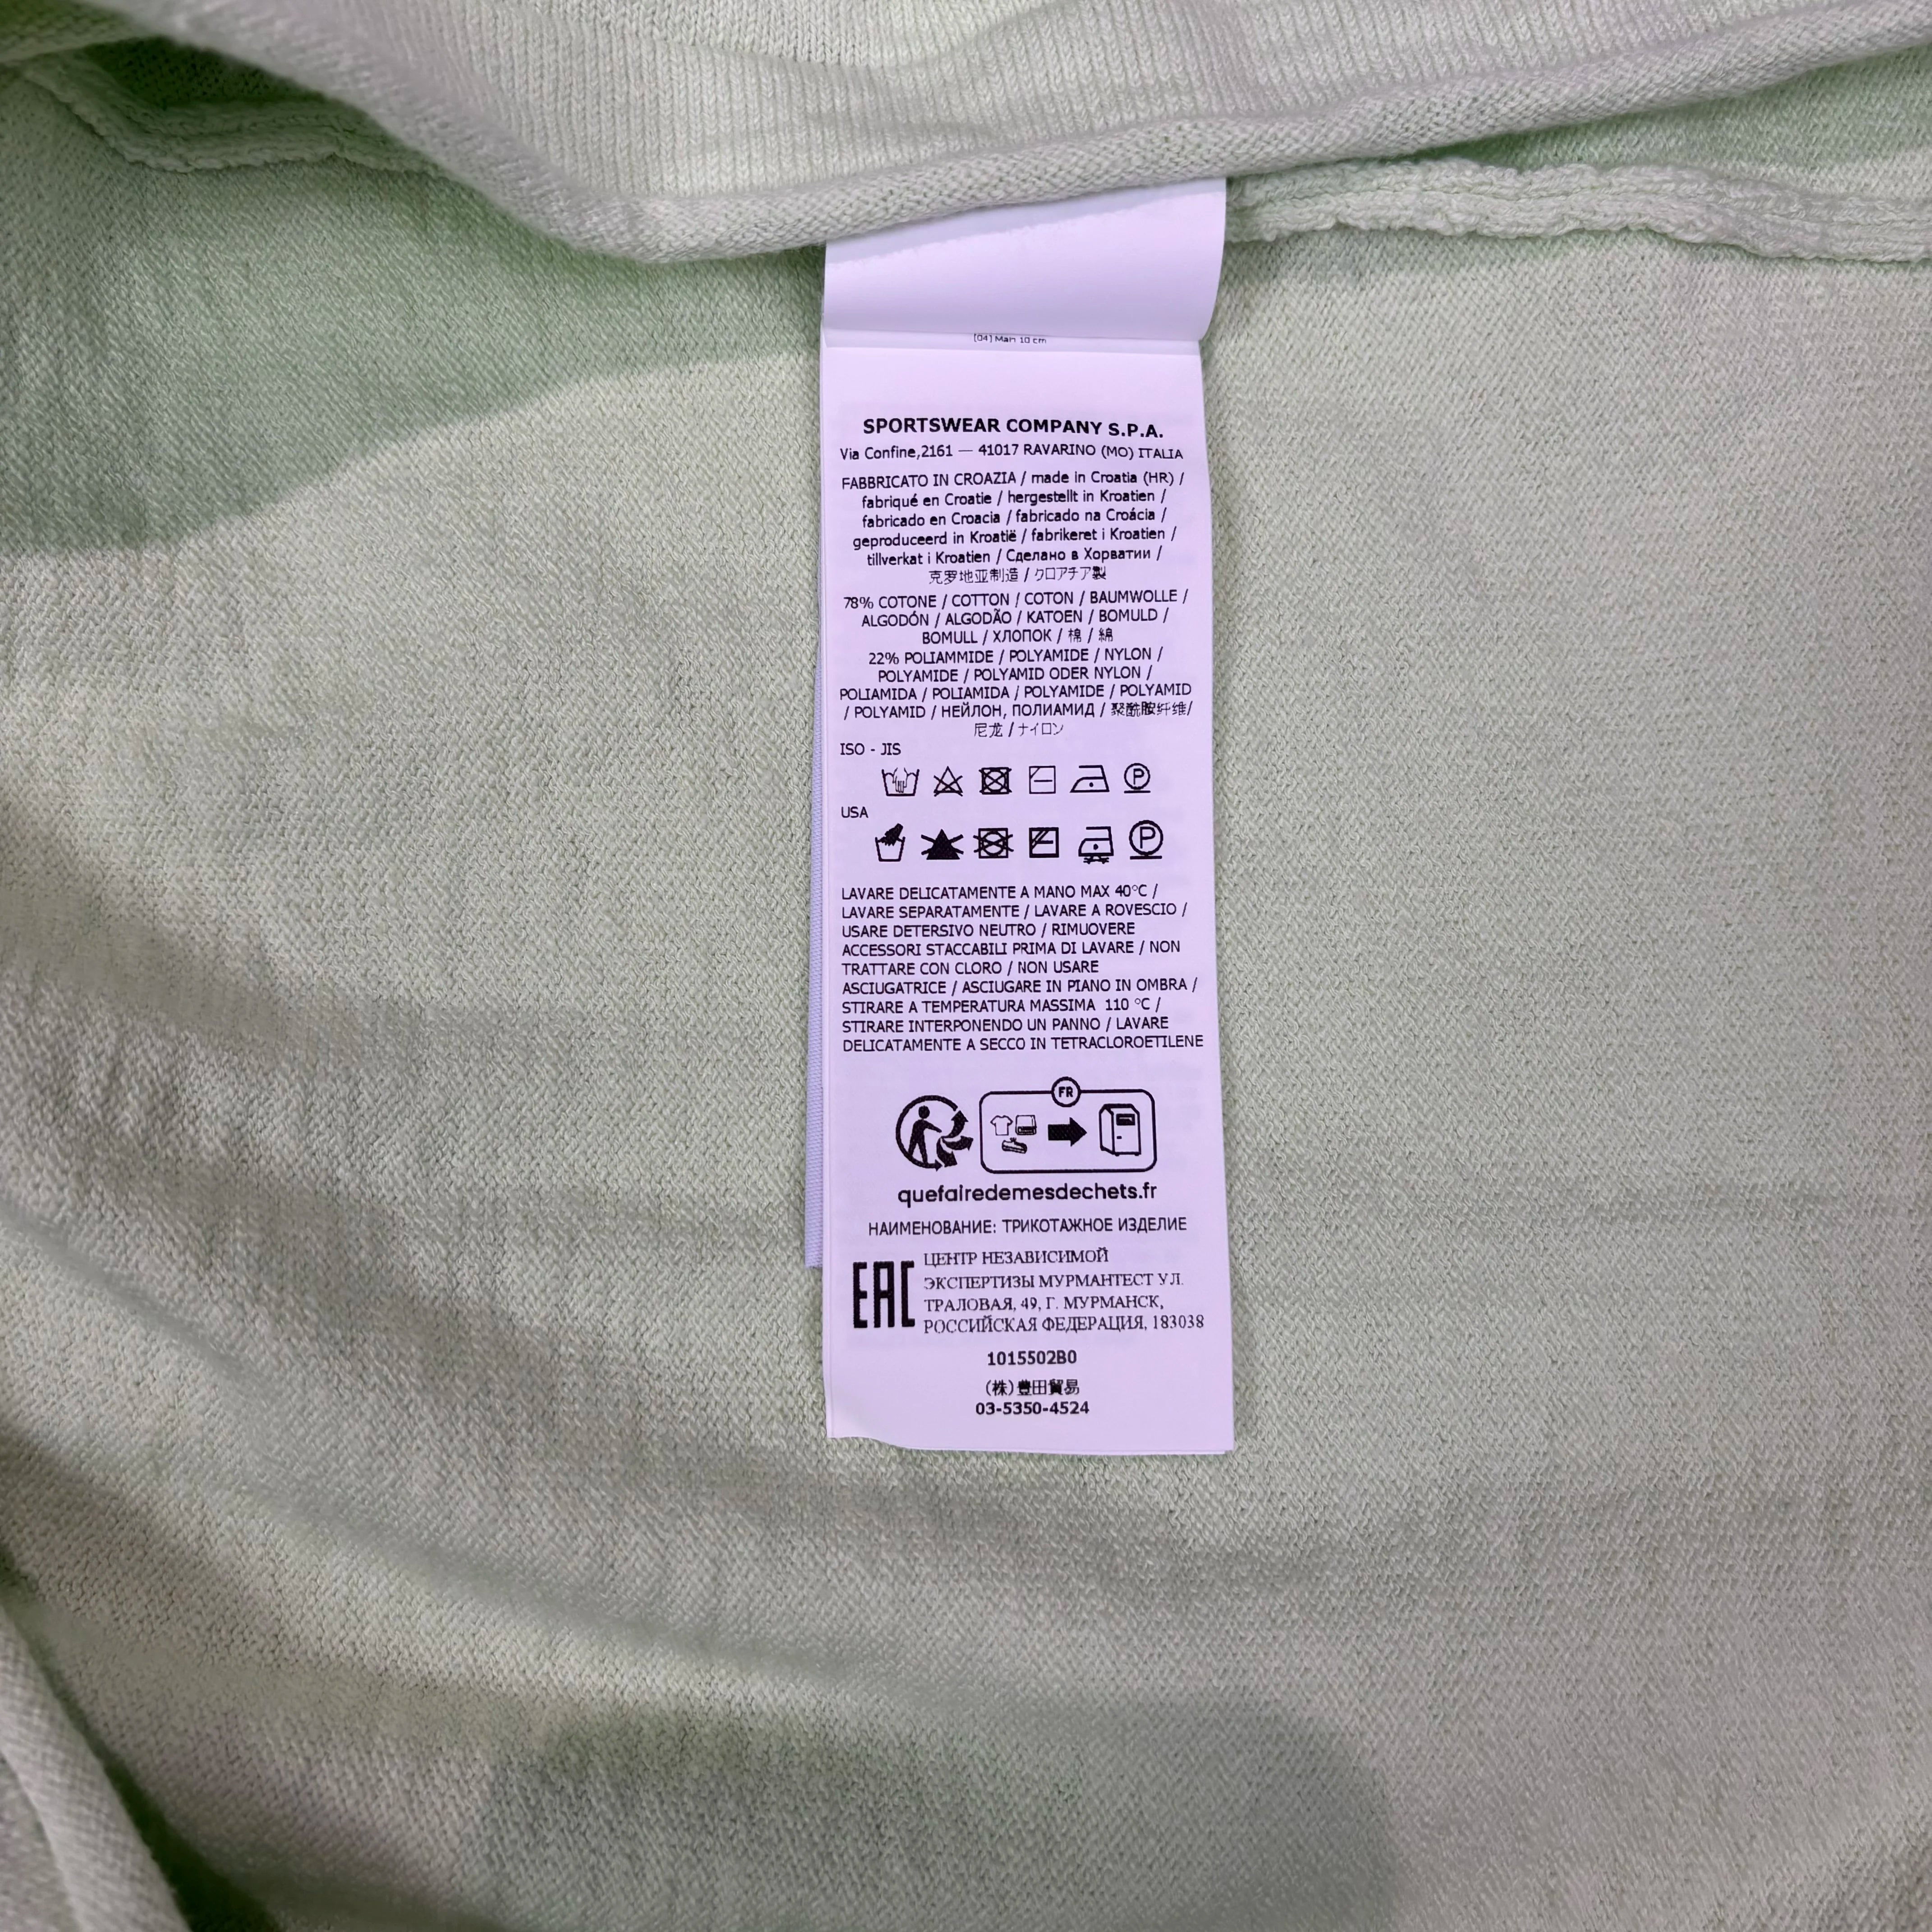 [04] Main 10 cm
SPORTSWEAR COMPANY S.P.A.
Via Confine,2161 — 41017 RAVARINO (MO) ITALIA
FABBRICATO IN CROAZIA / made in Croatia (HR) /
fabriqué en Croatie / hergestellt in Kroatien /
fabricado en Croacia / fabricado na Croácia /
geproduceerd in Kroatië / fabrikeret i Kroatien /
tillverkat i Kroatien / Сделано в Хорватии /
克罗地亚制造 / クロアチア製
78% COTONE / COTTON / COTON / BAUMWOLLE /
ALGODÓN / ALGODÃO / KATOEN / BOMULD /
BOMULL / ХЛОПОК / 棉 / 綿
22% POLIAMMIDE / POLYAMIDE / NYLON /
POLYAMIDE / POLYAMID ODER NYLON /
POLIAMIDA / POLIAMIDA / POLYAMIDE / POLYAMID
/ POLYAMID / НЕЙЛОН, ПОЛИАМИД / 聚酰胺纤维/
尼龙 / ナイロン
ISO - JIS
P
USA
P
LAVARE DELICATAMENTE A MANO MAX 40°C /
LAVARE SEPARATAMENTE / LAVARE A ROVESCIO /
USARE DETERSIVO NEUTRO / RIMUOVERE
ACCESSORI STACCABILI PRIMA DI LAVARE / NON
TRATTARE CON CLORO / NON USARE
ASCIUGATRICE / ASCIUGARE IN PIANO IN OMBRA /
STIRARE A TEMPERATURA MASSIMA 110 °C /
STIRARE INTERPONENDO UN PANNO / LAVARE
DELICATAMENTE A SECCO IN TETRACLOROETILENE
FR
quefairedemesdechets.fr
НАИМЕНОВАНИЕ: ТРИКОТАЖНОЕ ИЗДЕЛИЕ
EAC
ЦЕНТР НЕЗАВИСИМОЙ
ЭКСПЕРТИЗЫ МУРМАНТЕСТ УЛ.
ТРАЛОВАЯ, 49, Г. МУРМАНСК,
РОССИЙСКАЯ ФЕДЕРАЦИЯ, 183038
1015502B0
(株)豊田貿易
03-5350-4524